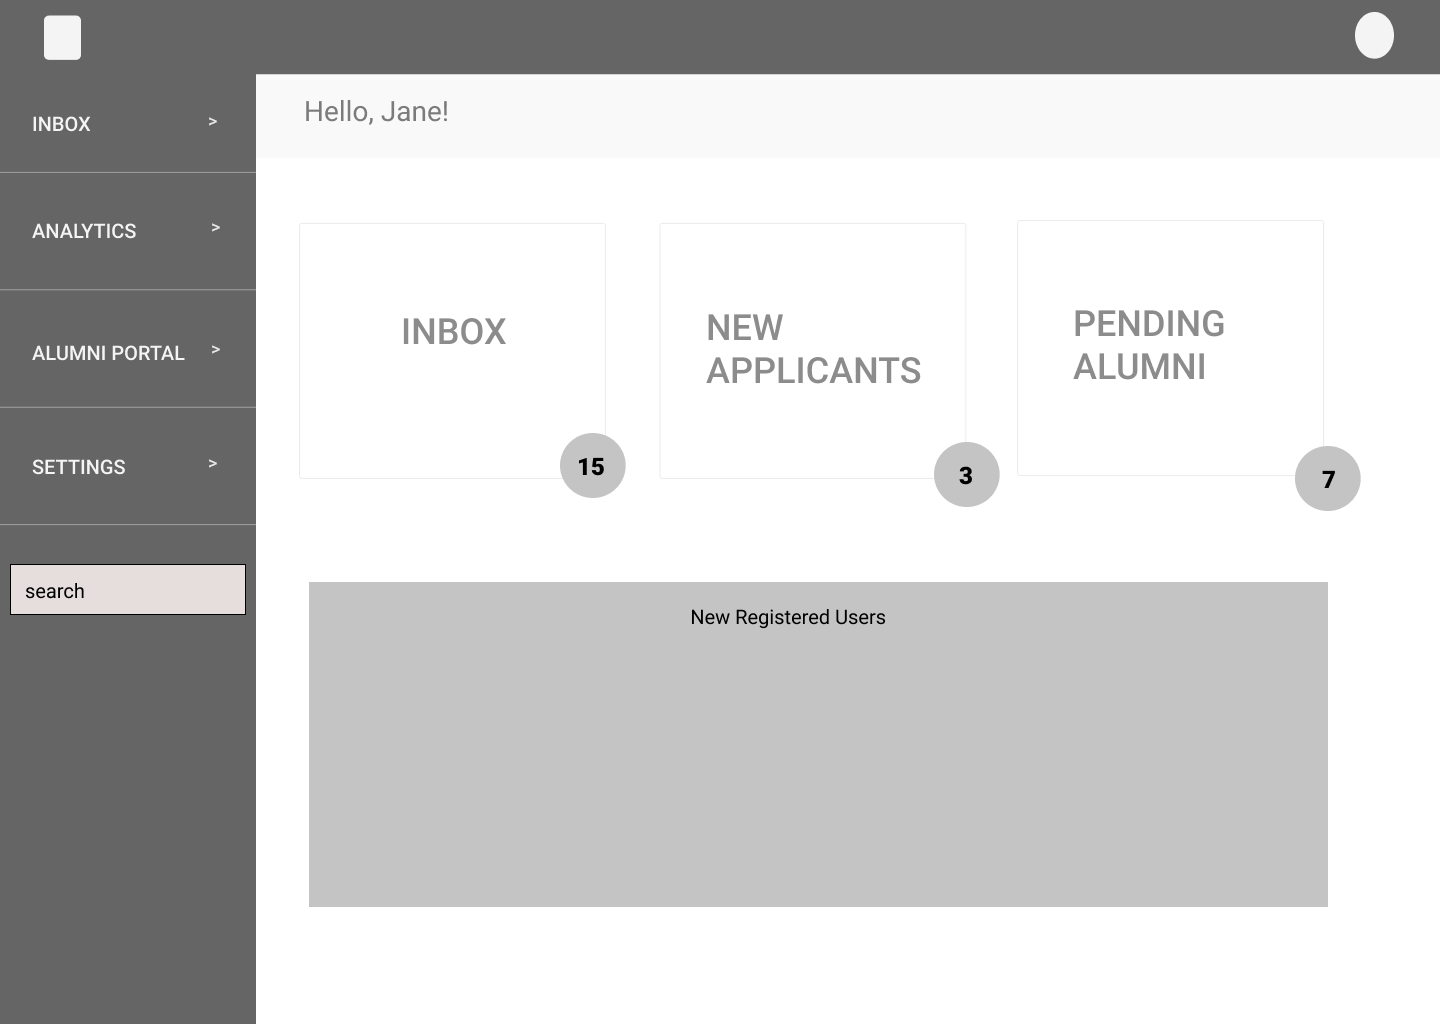 Hello, Jane!
INBOX >
ANALYTICS >
ALUMNI PORTAL >
SETTINGS >
search
INBOX
15
NEW
APPLICANTS
3
PENDING
ALUMNI
7
New Registered Users